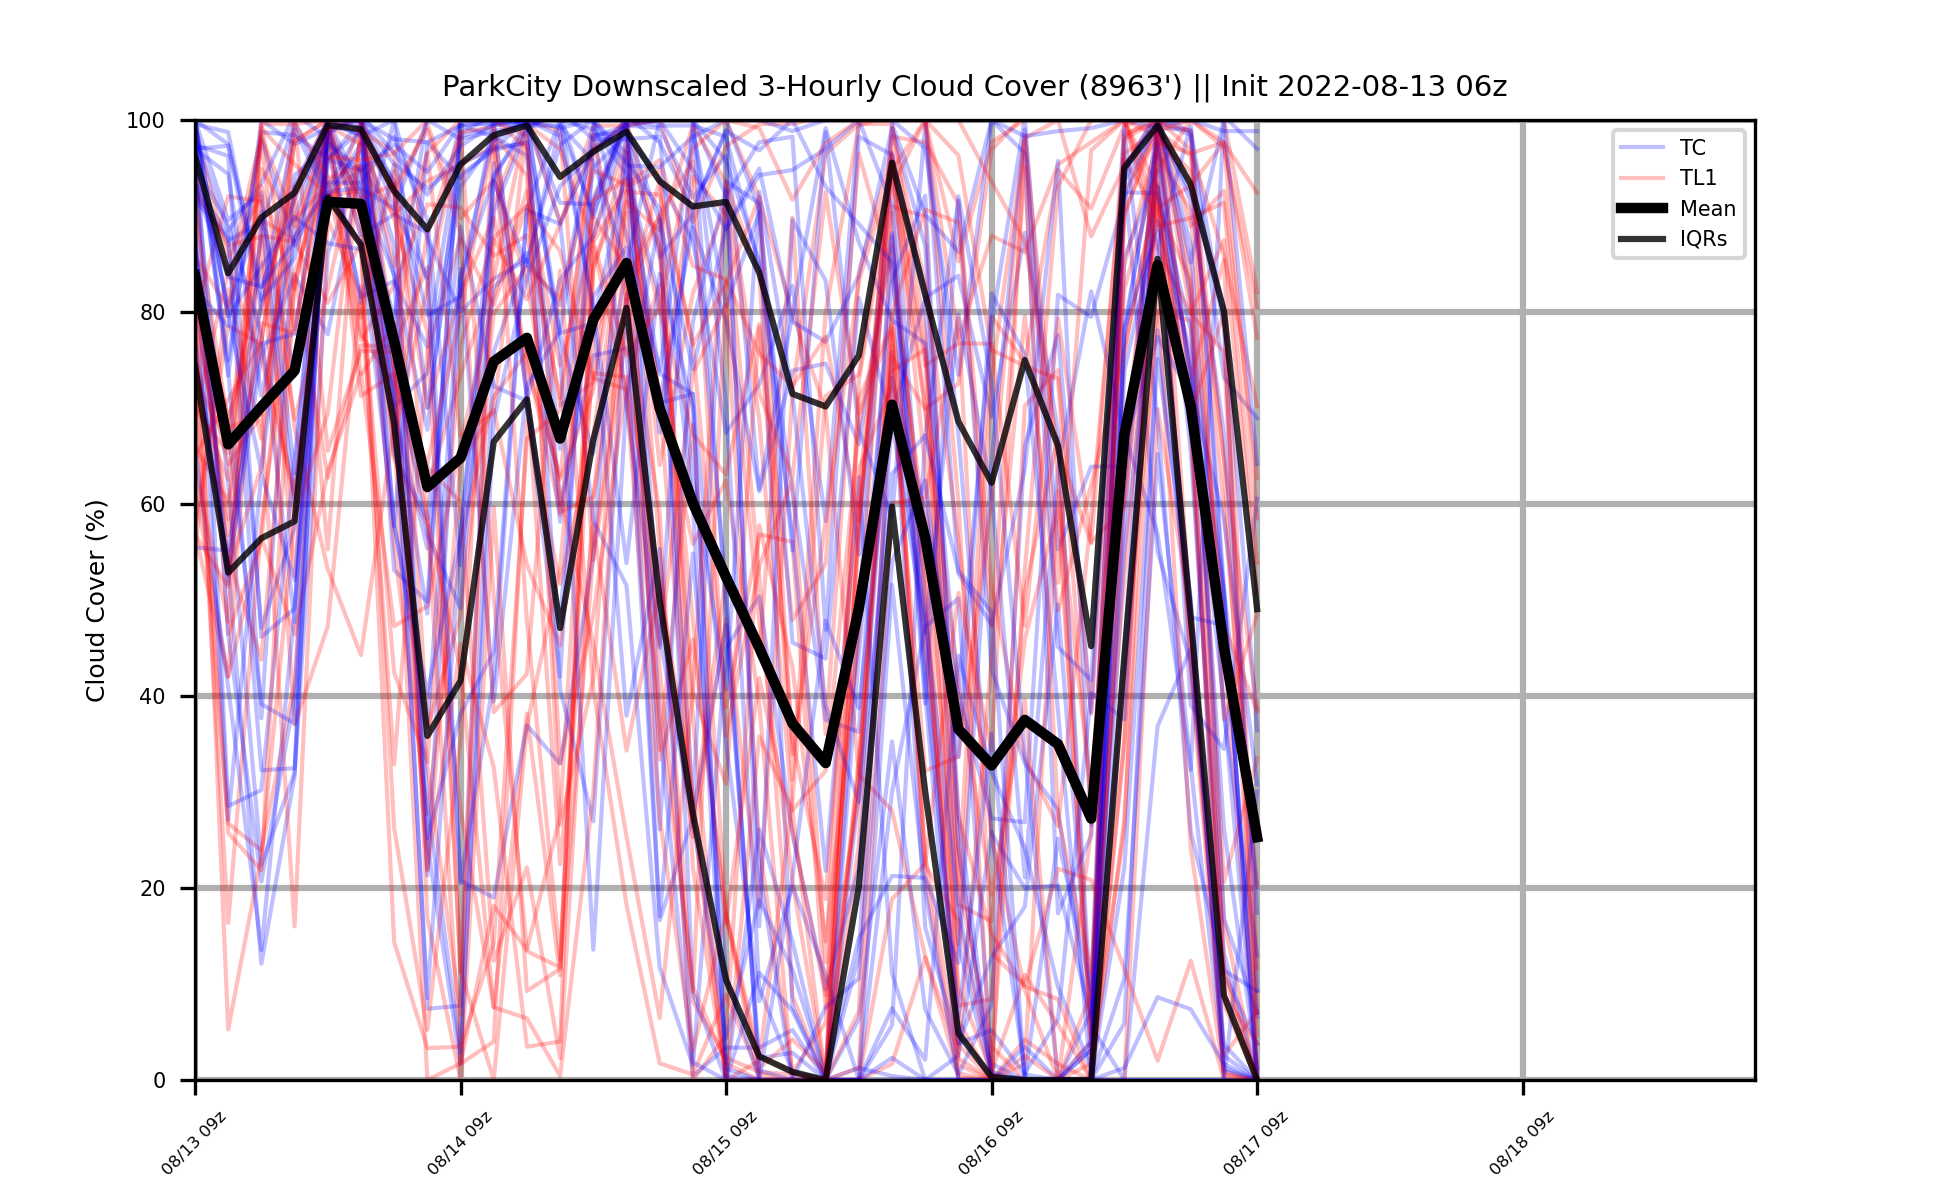 ParkCity Downscaled 3-Hourly Cloud Cover (8963') || Init 2022-08-13 06z
TC
TL1
Mean
IQRs
Cloud Cover (%)
100
80
60
40
20
0
08/13 09z
08/14 09z
08/15 09z
08/16 09z
08/17 09z
08/18 09z